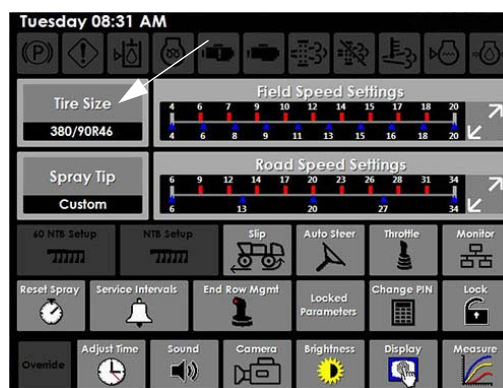 Tuesday 08:31 AM
Tire Size
380/90R46
Field Speed Settings
4 6 7 9 10 12 14 15 17 18 20
4 6 8 9 11 13 15 16 18 20
Spray Tip
Custom
Road Speed Settings
6 9 12 14 17 20 23 26 28 31 34
6 13 20 27 34
60 NTB Setup
NTB Setup
Slip
Auto Steer
Throttle
Monitor
Reset Spray
Service Intervals
End Row Mgmt
Locked
Parameters
Change PIN
Lock
Override
Adjust Time
Sound
Camera
Brightness
Display
Measure